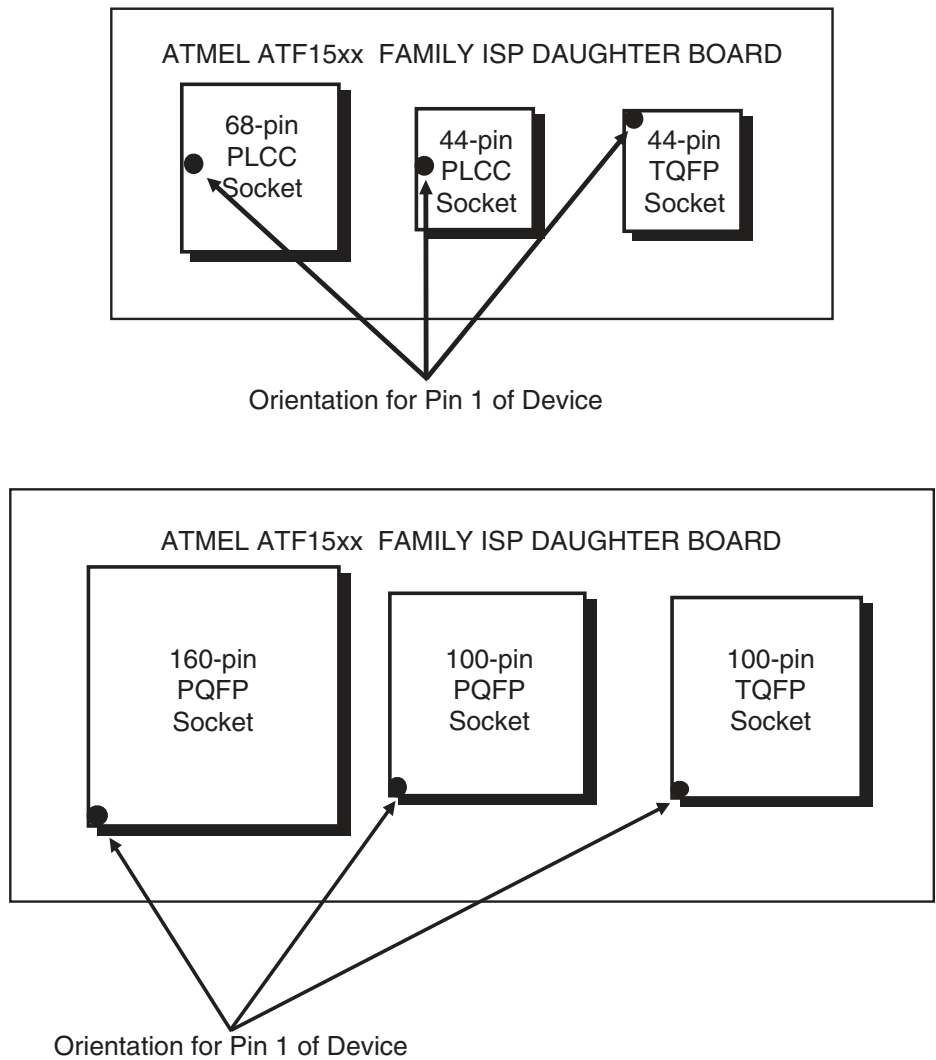 ATMEL ATF15xx FAMILY ISP DAUGHTER BOARD
68-pin
PLCC
Socket
44-pin
PLCC
Socket
44-pin
TQFP
Socket
Orientation for Pin 1 of Device
ATMEL ATF15xx FAMILY ISP DAUGHTER BOARD
160-pin
PQFP
Socket
100-pin
PQFP
Socket
100-pin
TQFP
Socket
Orientation for Pin 1 of Device